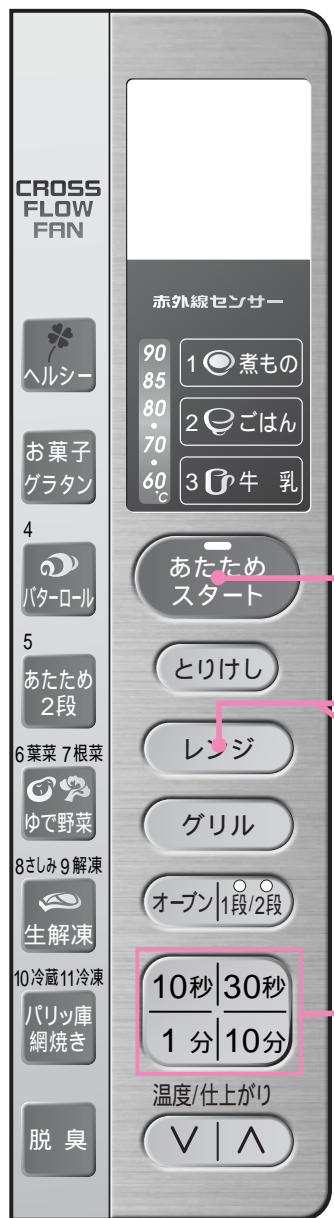 CROSS
FLOW
FAN
ヘルシー
お菓子
グラタン
4
バターロール
5
あたため
2段
6葉菜 7根菜
ゆで野菜
8さしみ 9解凍
生解凍
10冷蔵 11冷凍
パリッ庫
網焼き
脱臭
赤外線センサー
90
85
80
・
70
・
60
℃
1 煮もの
2 ごはん
3 牛 乳
あたため
スタート
とりけし
レンジ
グリル
オーブン 1段/2段
10秒 30秒
1 分 10分
温度/仕上がり
∨ ∧